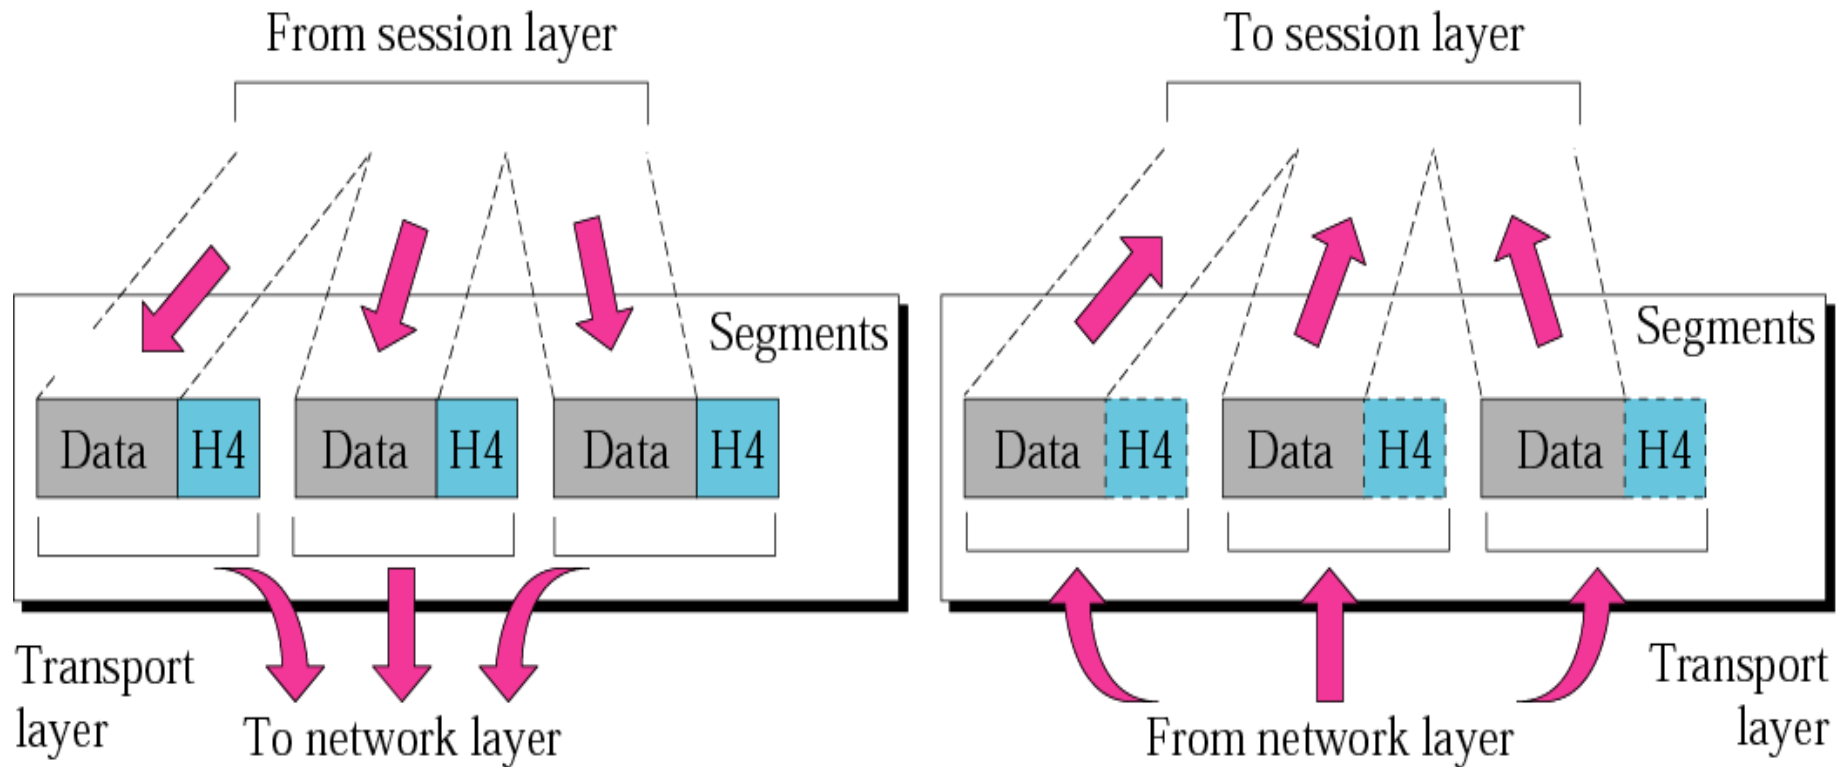 From session layer
Segments
Data H4 Data H4 Data H4
Transport
layer
To network layer
To session layer
Segments
Data H4 Data H4 Data H4
From network layer
Transport
layer